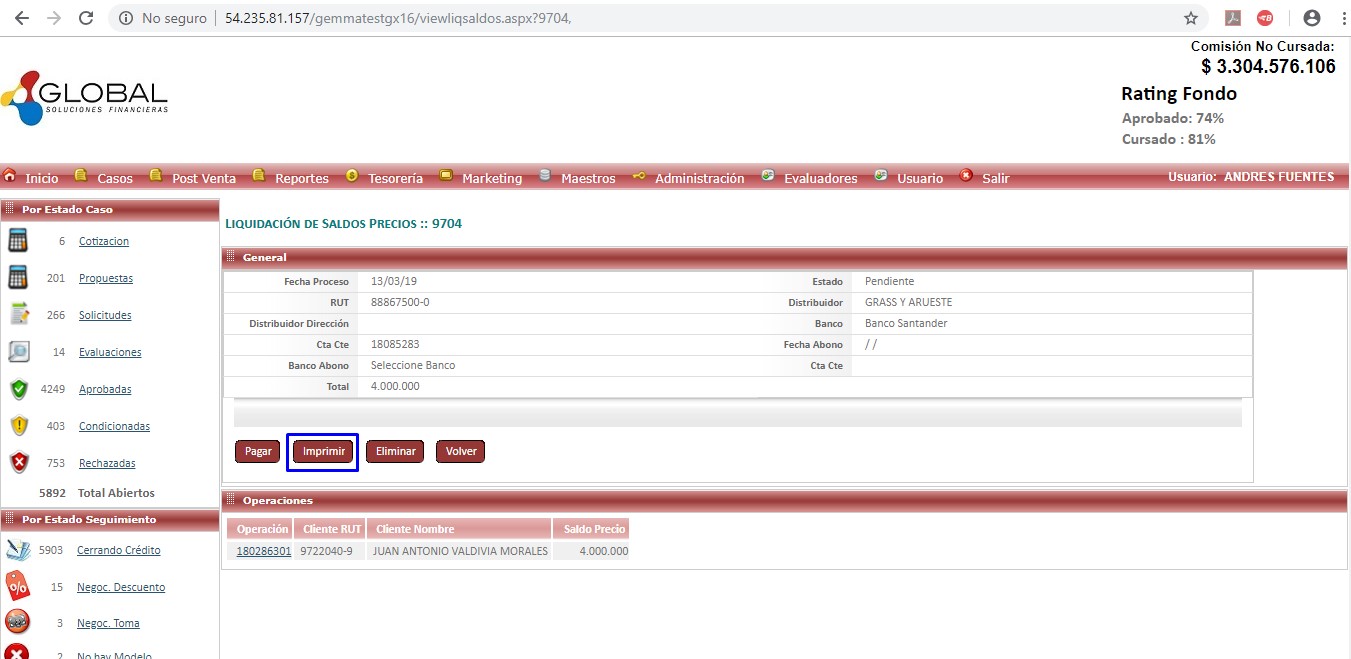 No seguro
54.235.81.157/gemmatestgx16/viewliqsaldos.aspx?9704,
Comisión No Cursada:
$ 3.304.576.106
Rating Fondo
Aprobado: 74%
Cursado : 81%
GLOBAL
SOLUCIONES FINANCIERAS
Inicio Casos Post Venta Reportes Tesorería Marketing Maestros Administración Evaluadores Usuario Salir Usuario: ANDRES FUENTES
Por Estado Caso
6 Cotizacion
201 Propuestas
266 Solicitudes
14 Evaluaciones
4249 Aprobadas
403 Condicionadas
753 Rechazadas
5892 Total Abiertos
Por Estado Seguimiento
5903 Cerrando Crédito
15 Negoc. Descuento
3 Negoc. Toma
2 No hay Modelo
LIQUIDACIÓN DE SALDOS PRECIOS :: 9704
General
Fecha Proceso 13/03/19 Estado Pendiente
RUT 88867500-0 Distribuidor GRASS Y ARUESTE
Distribuidor Dirección Banco Banco Santander
Cta Cte 18085283 Fecha Abono / /
Banco Abono Seleccione Banco Cta Cte
Total 4.000.000
Pagar Imprimir Eliminar Volver
Operaciones
Operación Cliente RUT Cliente Nombre Saldo Precio
180286301 9722040-9 JUAN ANTONIO VALDIVIA MORALES 4.000.000